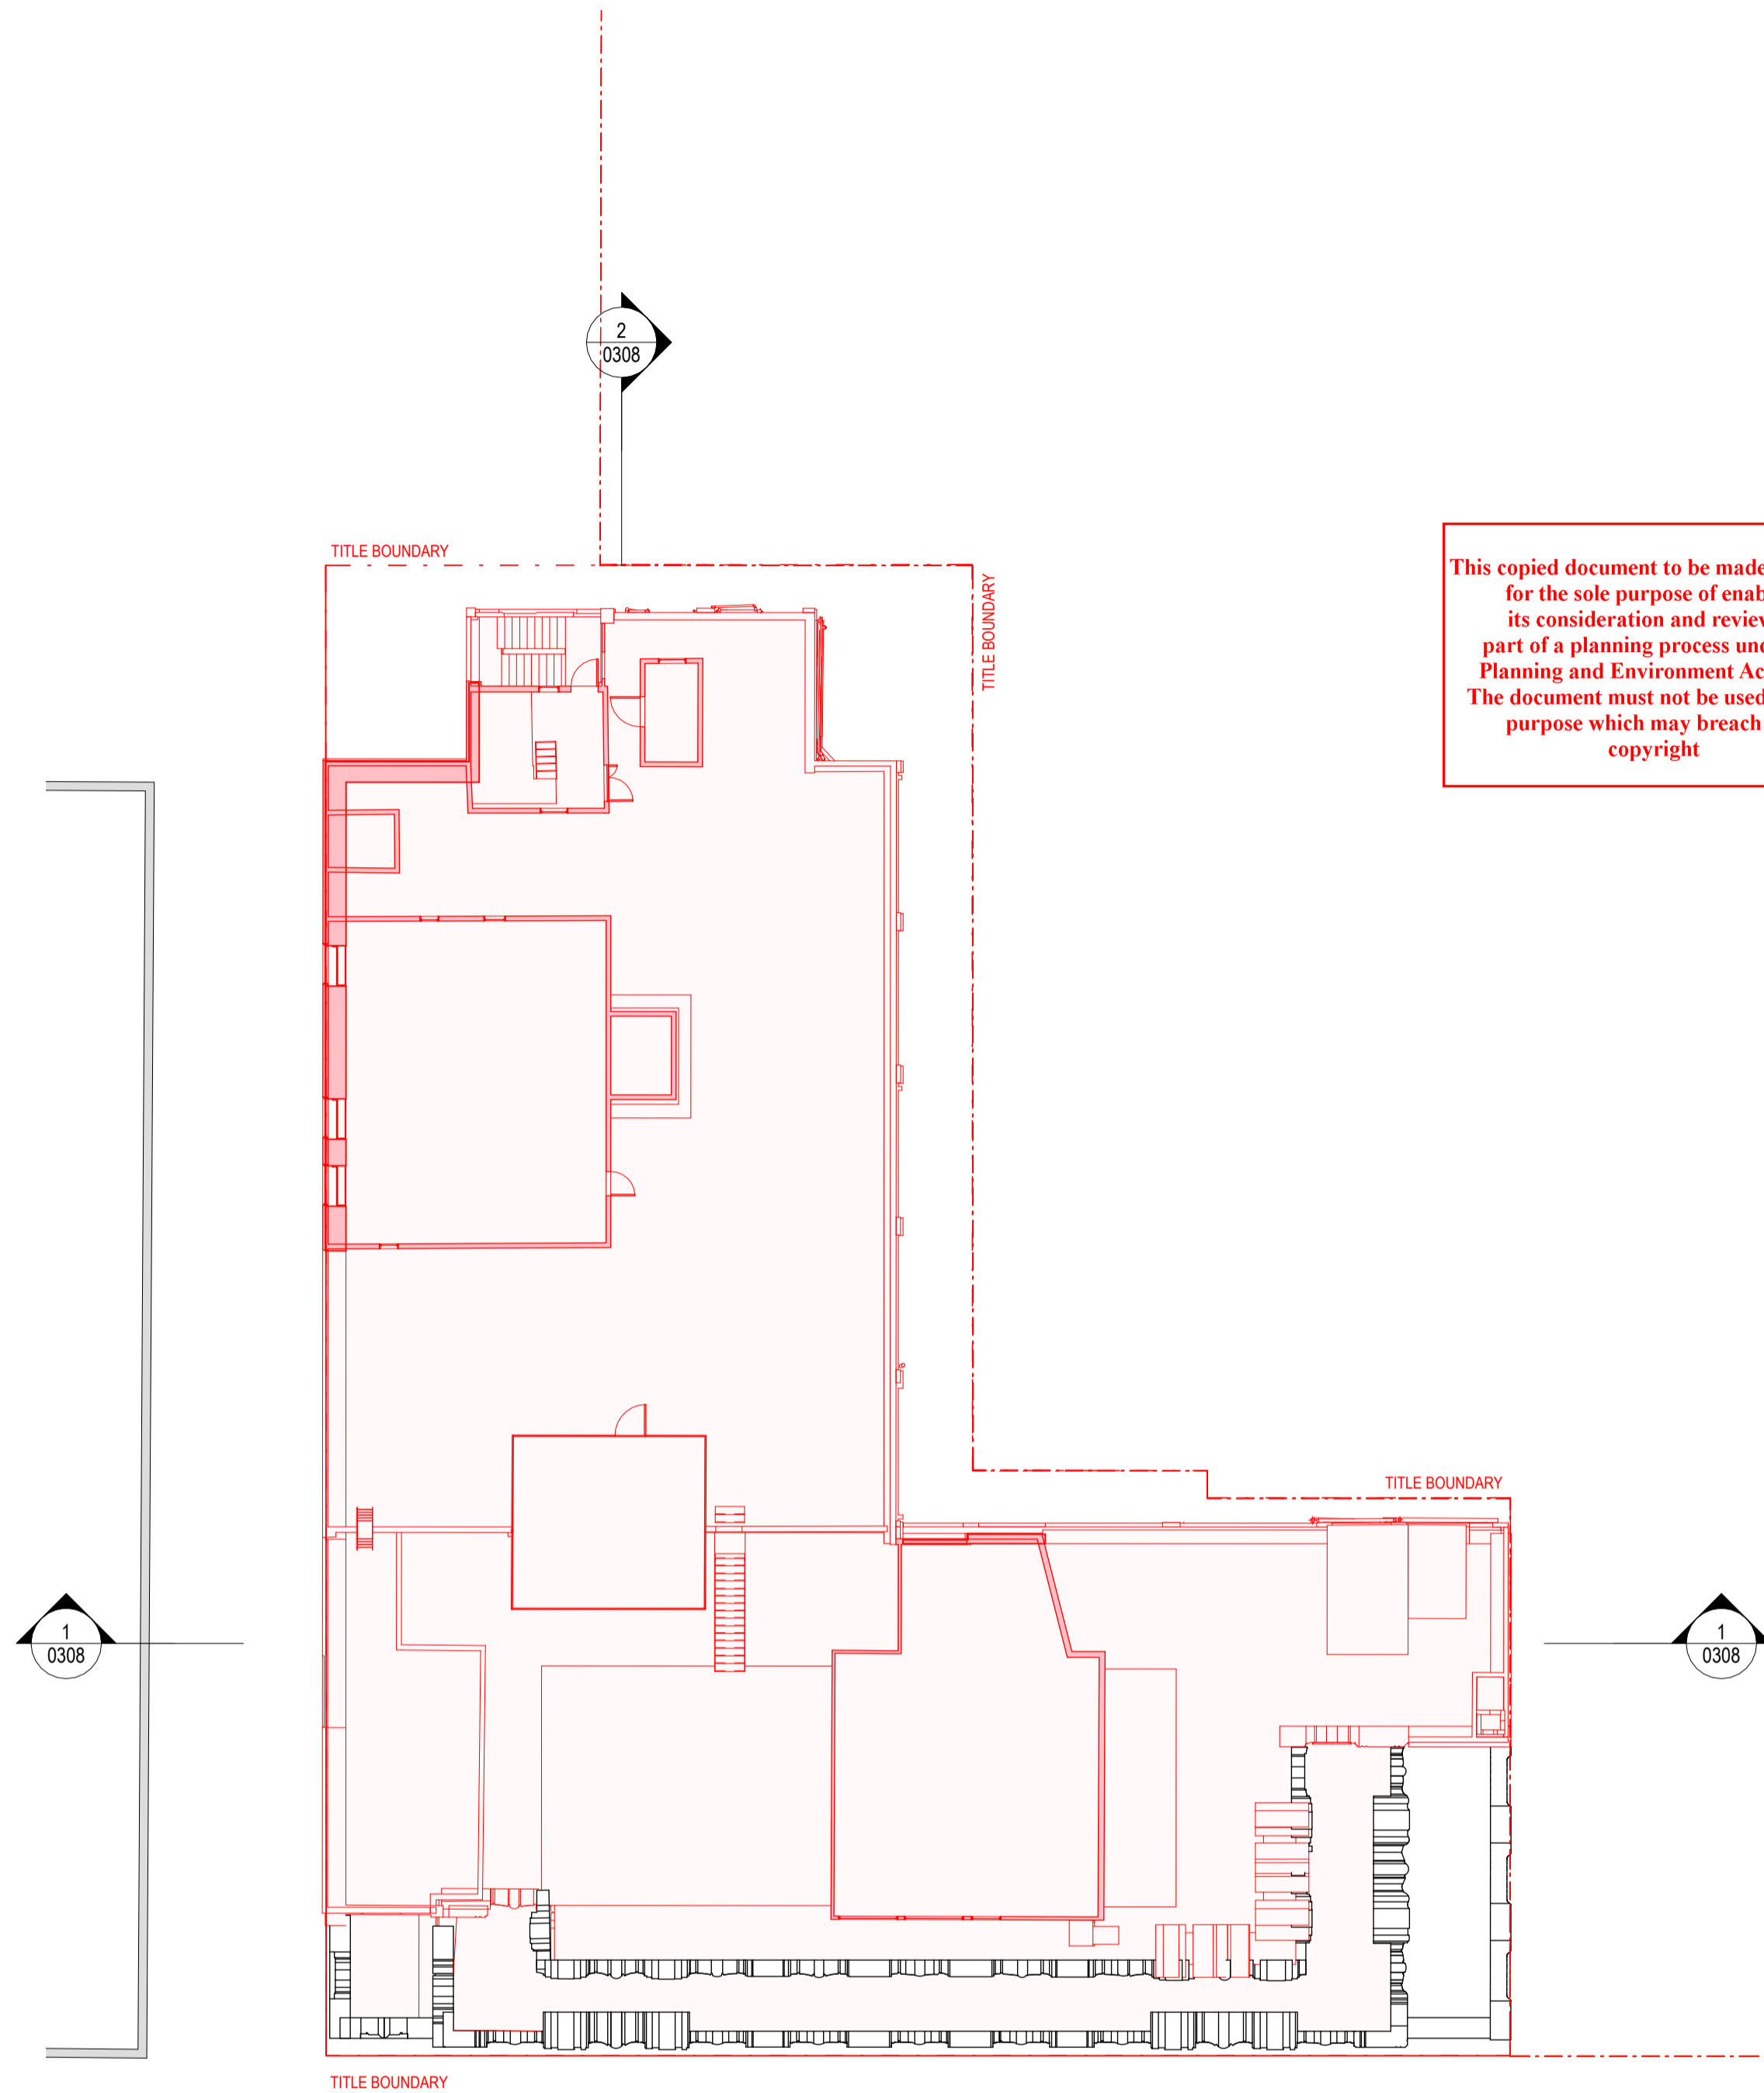 2
0308
TITLE BOUNDARY
TITLE BOUNDARY
This copied document to be made
for the sole purpose of enab
its consideration and review
part of a planning process und
Planning and Environment Ac
The document must not be used
purpose which may breach
copyright
TITLE BOUNDARY
1
0308
1
0308
TITLE BOUNDARY